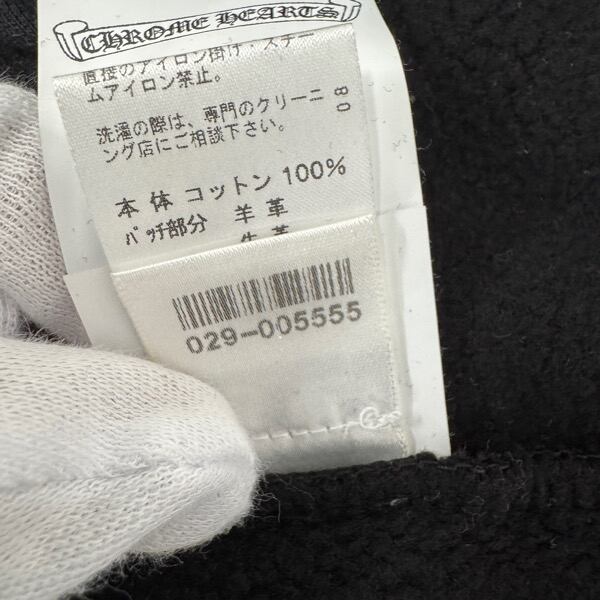 CHROME HEARTS
直接のアイロン掛け・スチー
ムアイロン禁止。
洗濯の際は、専門のクリーニ
ング店にご相談下さい。
80
本体 コットン 100%
パッチ部分 羊革
牛革
029-005555